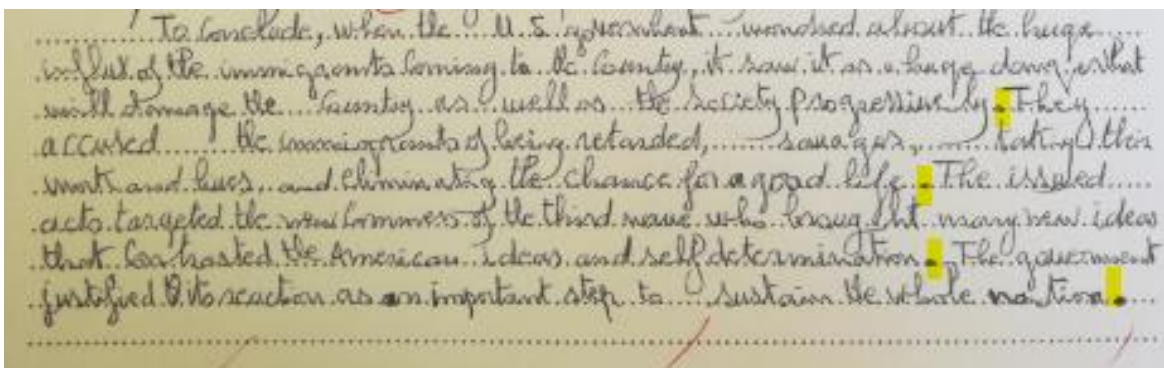 To Conclude, when the U.S. government worried about the huge
influx of the immigrants Coming to the Country, it saw it as a huge danger that
will damage the Country as well as the Society progressively. They
accused the immigrants of being retarded, savages, taking their
work and lives, and eliminating the chance for a good life. The issued
acts targeted the new Commers of the third wave who brought many new ideas
that Contrasted the American ideas and self determination. The government
justified its reaction as an important step to sustain the whole nation.